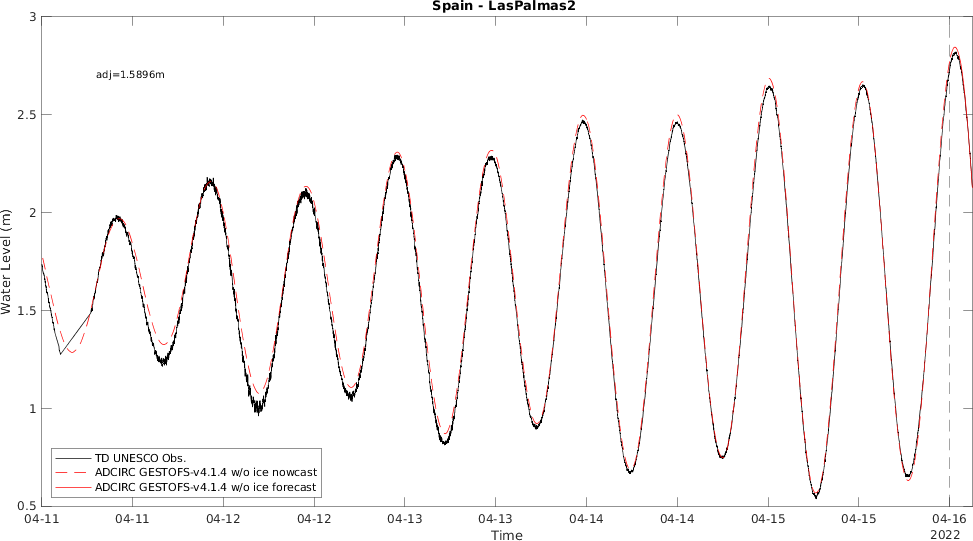 Spain - LasPalmas2
adj=1.5896m
3
2.5
2
1.5
1
0.5
Water Level (m)
TD UNESCO Obs.
ADCIRC GESTOFS-v4.1.4 w/o ice nowcast
ADCIRC GESTOFS-v4.1.4 w/o ice forecast
04-11 04-11 04-12 04-12 04-13 04-13 04-14 04-14 04-15 04-15 04-16
Time
2022